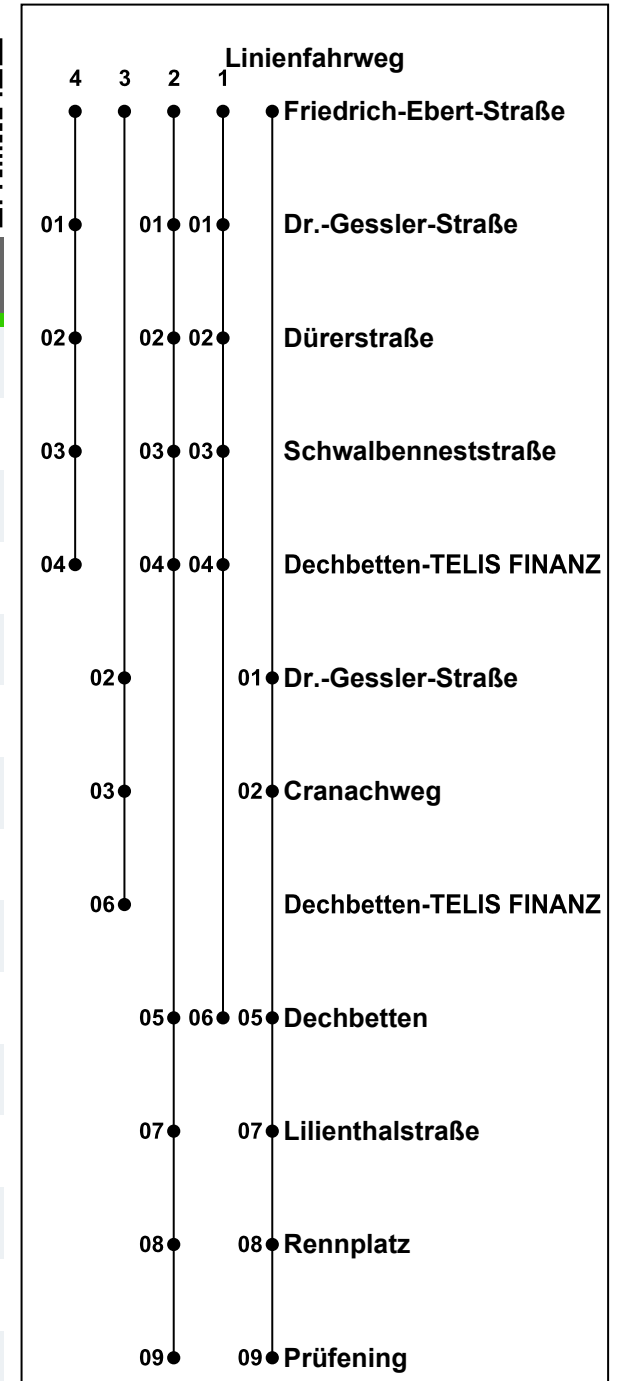 Linienfahrweg
4 3 2 1
Friedrich-Ebert-Straße
01 01 01 Dr.-Gessler-Straße
02 02 02 Dürerstraße
03 03 03 Schwalbenneststraße
04 04 04 Dechbetten-TELIS FINANZ
02 01 Dr.-Gessler-Straße
03 02 Cranachweg
06 Dechbetten-TELIS FINANZ
05 06 05 Dechbetten
07 07 Lilienthalstraße
08 08 Rennplatz
09 09 Prüfening